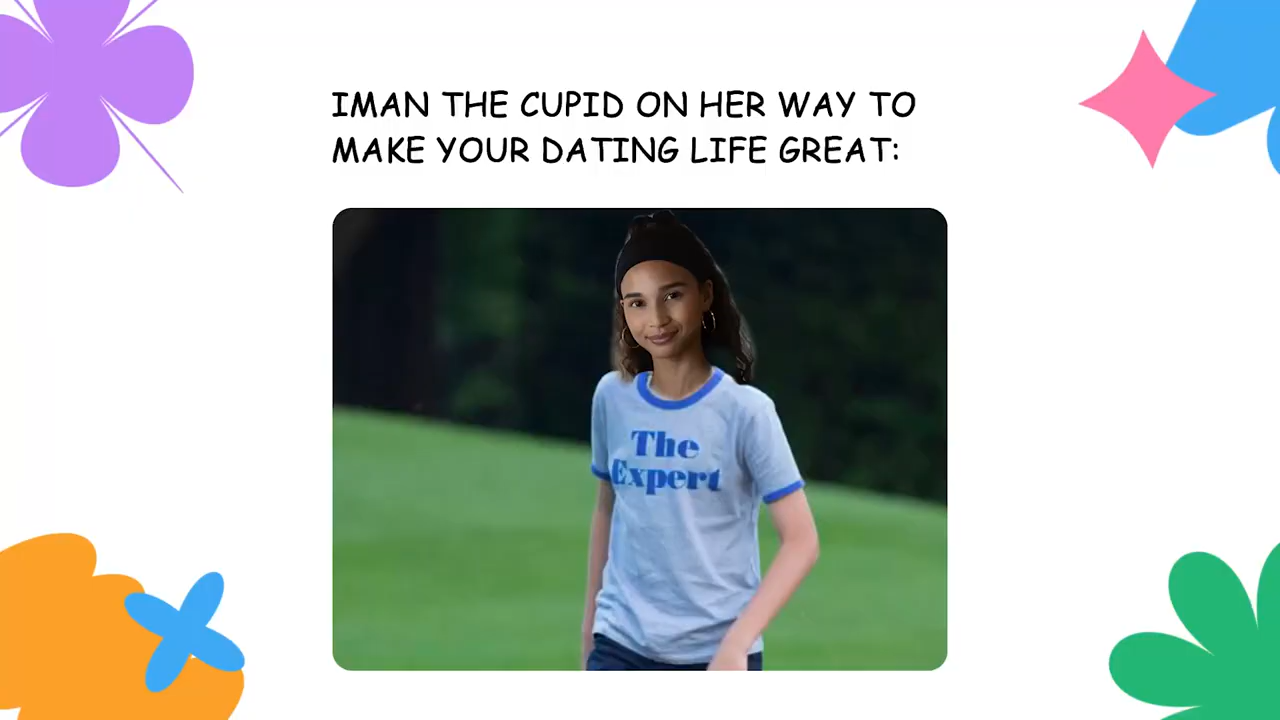 IMAN THE CUPID ON HER WAY TO
MAKE YOUR DATING LIFE GREAT:
The
Expert